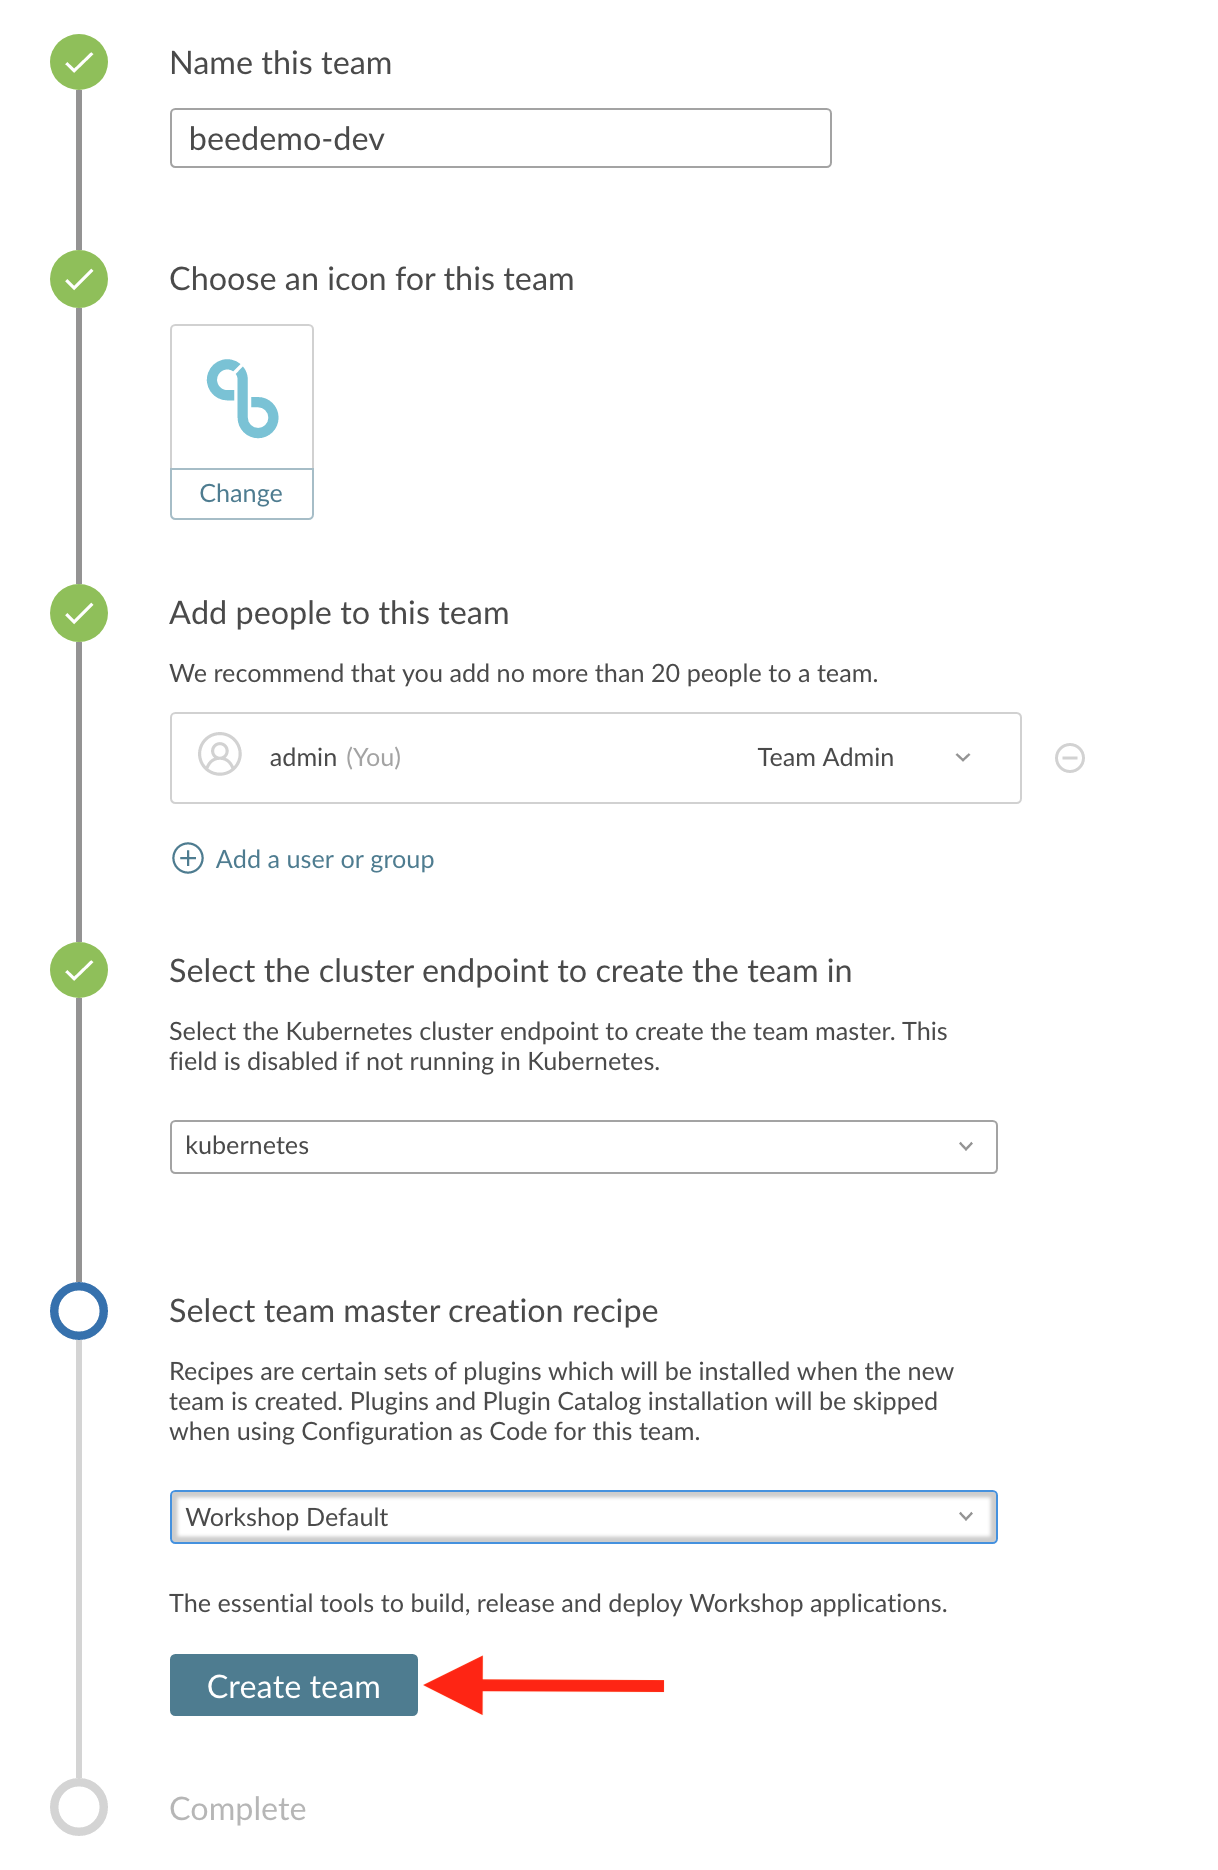 Name this team
beedemo-dev
Choose an icon for this team
Change
Add people to this team
We recommend that you add no more than 20 people to a team.
admin (You) Team Admin
Add a user or group
Select the cluster endpoint to create the team in
Select the Kubernetes cluster endpoint to create the team master. This
field is disabled if not running in Kubernetes.
kubernetes
Select team master creation recipe
Recipes are certain sets of plugins which will be installed when the new
team is created. Plugins and Plugin Catalog installation will be skipped
when using Configuration as Code for this team.
Workshop Default
The essential tools to build, release and deploy Workshop applications.
Create team
Complete